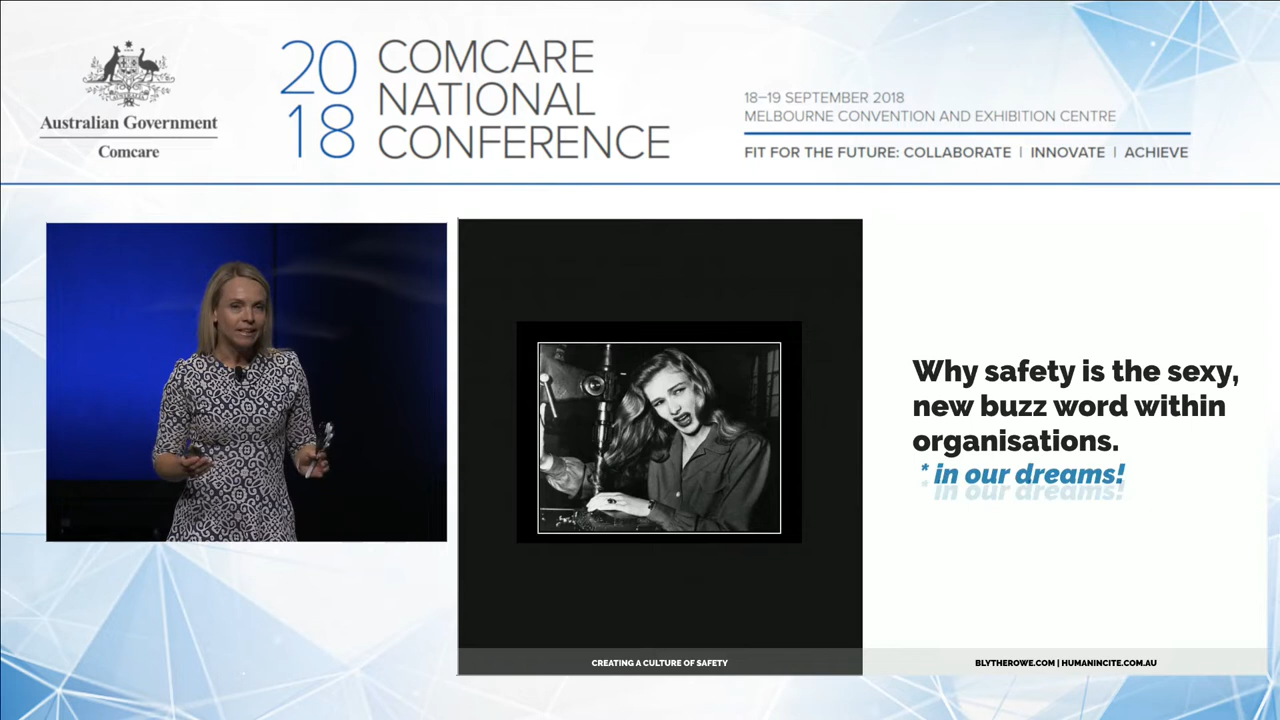 Australian Government
Comcare
20
18
COMCARE
NATIONAL
CONFERENCE
18–19 SEPTEMBER 2018
MELBOURNE CONVENTION AND EXHIBITION CENTRE
FIT FOR THE FUTURE: COLLABORATE | INNOVATE | ACHIEVE
Why safety is the sexy,
new buzz word within
organisations.
* in our dreams!
CREATING A CULTURE OF SAFETY
BLYTHEROWE.COM | HUMANINCITE.COM.AU